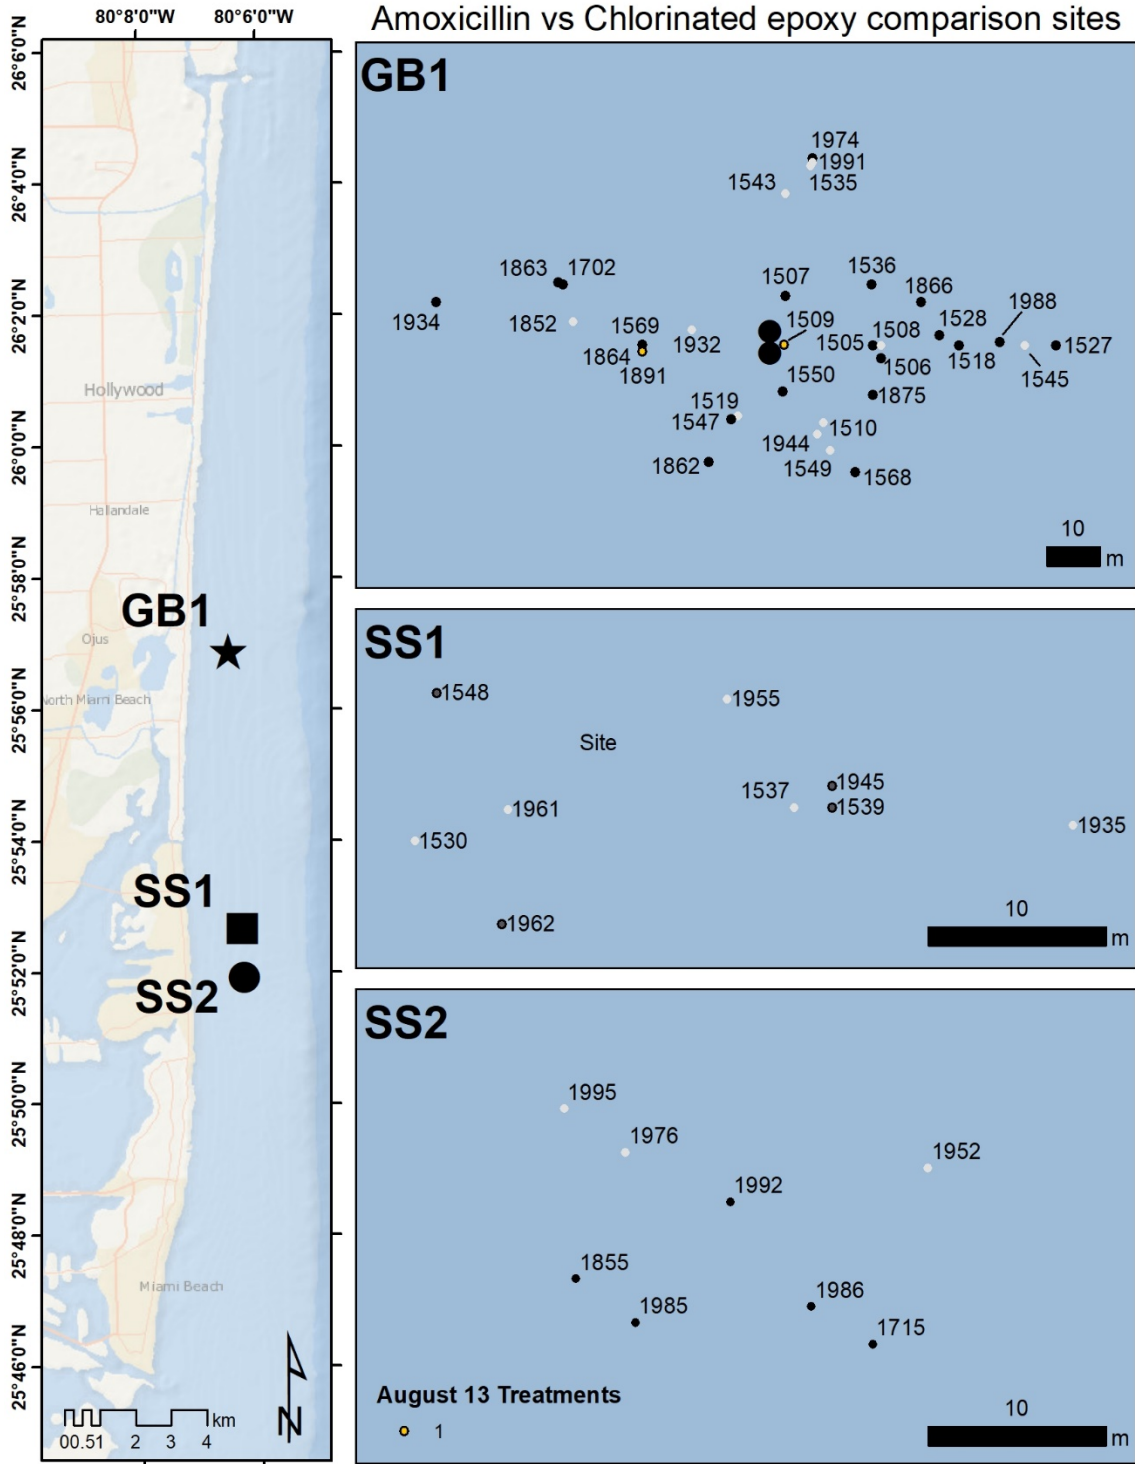 Amoxicillin vs Chlorinated epoxy comparison sites
80°8'0"W 80°6'0"W
26°6'0"N
26°4'0"N
26°2'0"N
26°0'0"N
25°58'0"N
25°56'0"N
25°54'0"N
25°52'0"N
25°50'0"N
25°48'0"N
25°46'0"N
Hollywood
Hallandale
GB1
Ojus
North Miami Beach
SS1
SS2
Miami Beach
N
km
00.51 2 3 4
GB1
1974
1991
1543 1535
1863 1702
1507
1536
1866
1988
1934
1852
1569
1932
1509
1505
1508
1528
1527
1864
1891
1506
1518
1545
1550
1519
1547
1875
1510
1944
1862
1549
1568
10
m
SS1
1548
1955
Site
1961
1537
1945
1539
1530
1935
1962
10
m
SS2
1995
1976
1952
1992
1855
1985
1986
1715
August 13 Treatments
1
10
m